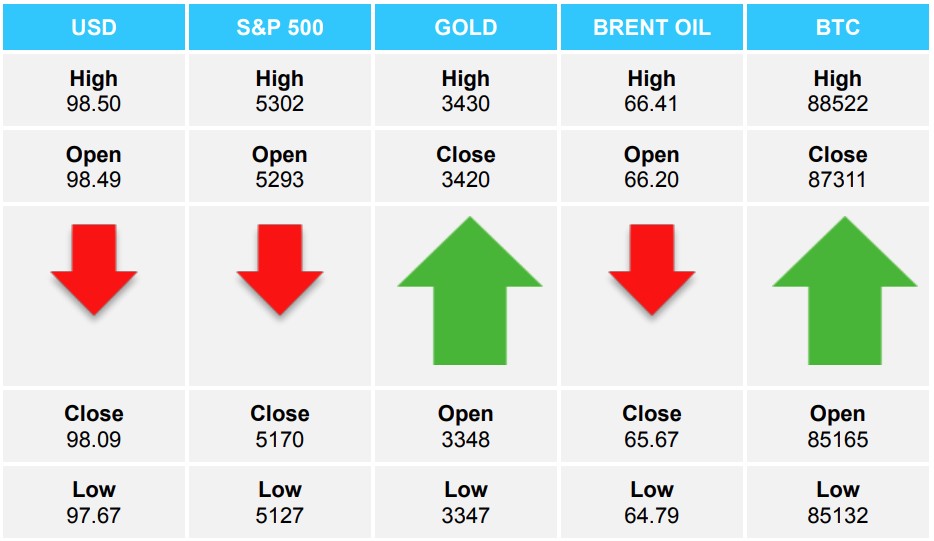 USD S&P 500 GOLD BRENT OIL BTC
High High High High High
98.50 5302 3430 66.41 88522
Open Open Close Open Close
98.49 5293 3420 66.20 87311
Close Close Open Close Open
98.09 5170 3348 65.67 85165
Low Low Low Low Low
97.67 5127 3347 64.79 85132